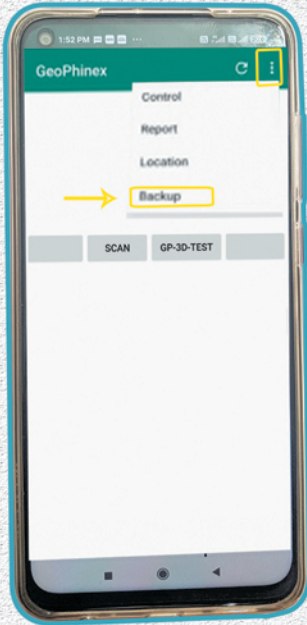 1:52 PM
GeoPhinex
Control
Report
Location
Backup
SCAN GP-3D-TEST